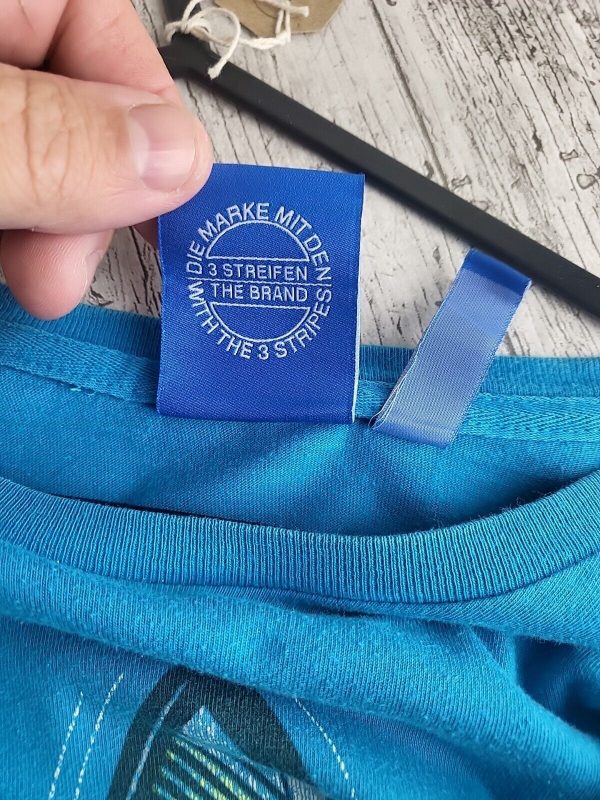 DIE MARKE MIT DEN
3 STREIFEN
THE BRAND
WITH THE 3 STRIPES